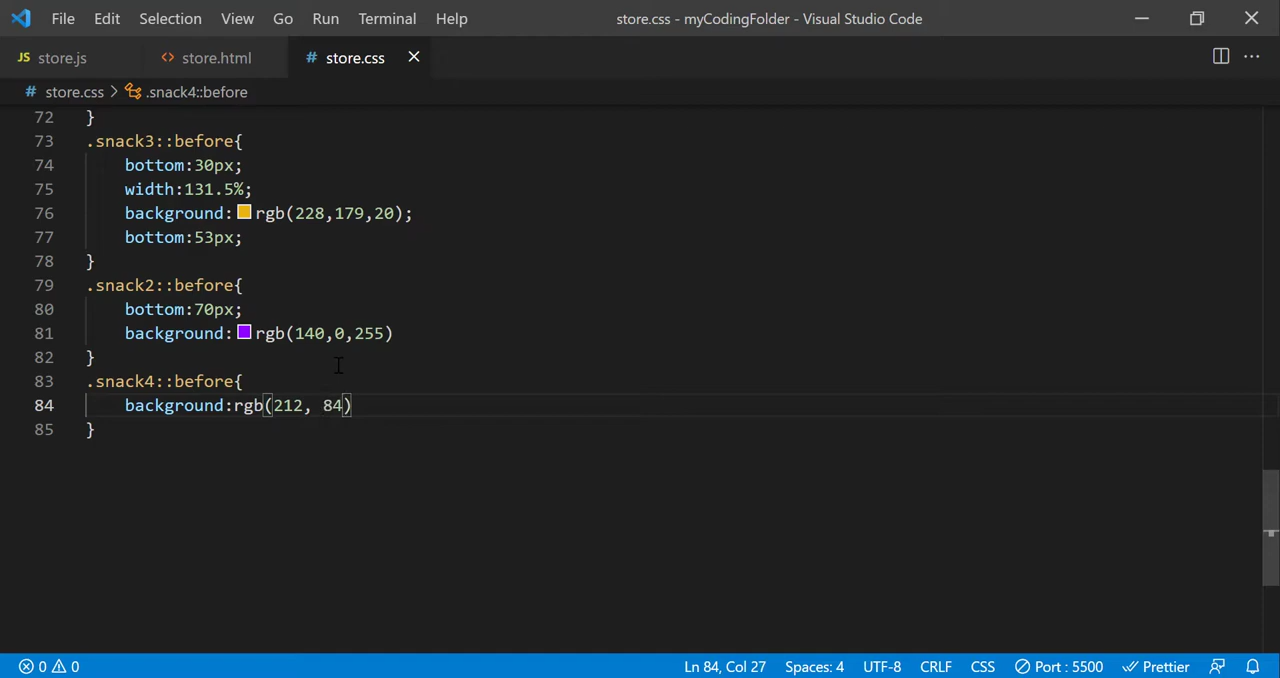 File Edit Selection View Go Run Terminal Help store.css - myCodingFolder - Visual Studio Code
JS store.js <> store.html # store.css
# store.css > .snack4::before
72 }
73 .snack3::before{
74 bottom:30px;
75 width:131.5%;
76 background:rgb(228,179,20);
77 bottom:53px;
78 }
79 .snack2::before{
80 bottom:70px;
81 background:rgb(140,0,255)
82 }
83 .snack4::before{
84 background:rgb(212, 84)
85 }
0 0 Ln 84, Col 27 Spaces: 4 UTF-8 CRLF CSS Port : 5500 Prettier